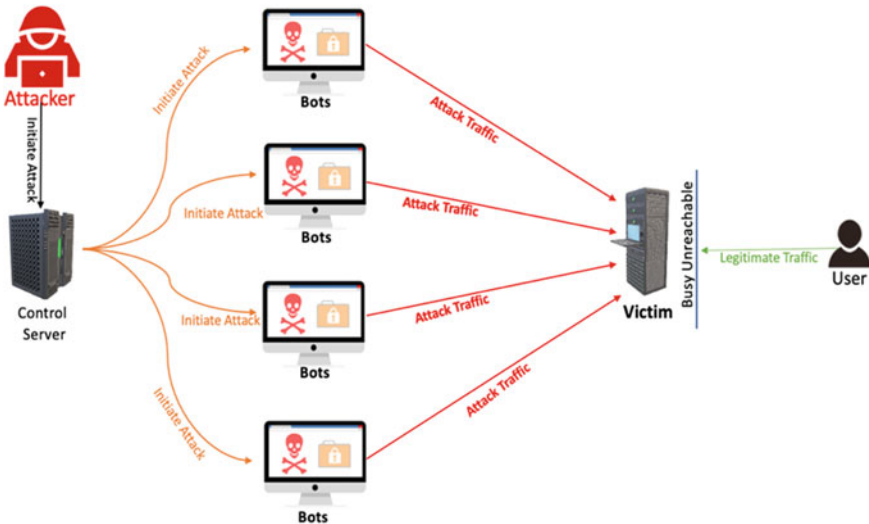 Attacker
Initiate Attack
Control
Server
Initiate Attack
Initiate Attack
Initiate Attack
Initiate Attack
Bots
Bots
Bots
Bots
Attack Traffic
Attack Traffic
Attack Traffic
Attack Traffic
Victim
Busy Unreachable
Legitimate Traffic
User